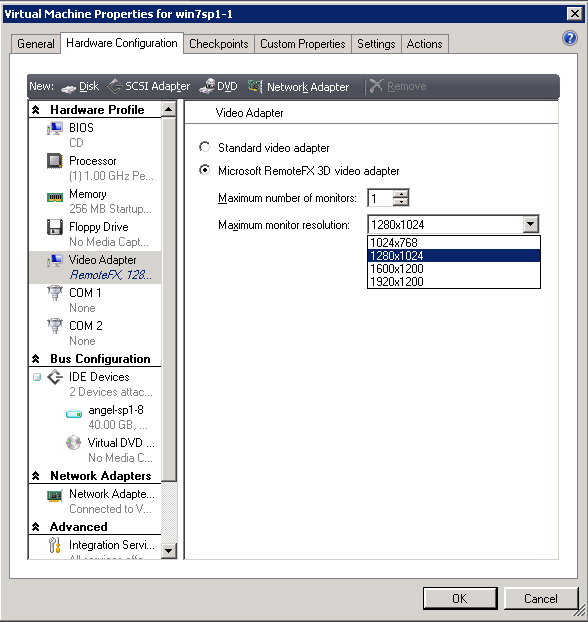 Virtual Machine Properties for win7sp1-1
General Hardware Configuration Checkpoints Custom Properties Settings Actions
New: Disk SCSI Adapter DVD Network Adapter Remove
Hardware Profile
BIOS
CD
Processor
(1) 1.00 GHz Pe...
Memory
256 MB Startup...
Floppy Drive
No Media Capt...
Video Adapter
RemoteFX, 128...
COM 1
None
COM 2
None
Bus Configuration
IDE Devices
2 Devices attac...
angel-sp1-8
40.00 GB, ...
Virtual DVD ...
No Media C...
Network Adapters
Network Adapte...
Connected to V...
Advanced
Integration Servi...
Video Adapter
Standard video adapter
Microsoft RemoteFX 3D video adapter
Maximum number of monitors: 1
Maximum monitor resolution: 1280x1024
1024x768
1280x1024
1600x1200
1920x1200
OK Cancel